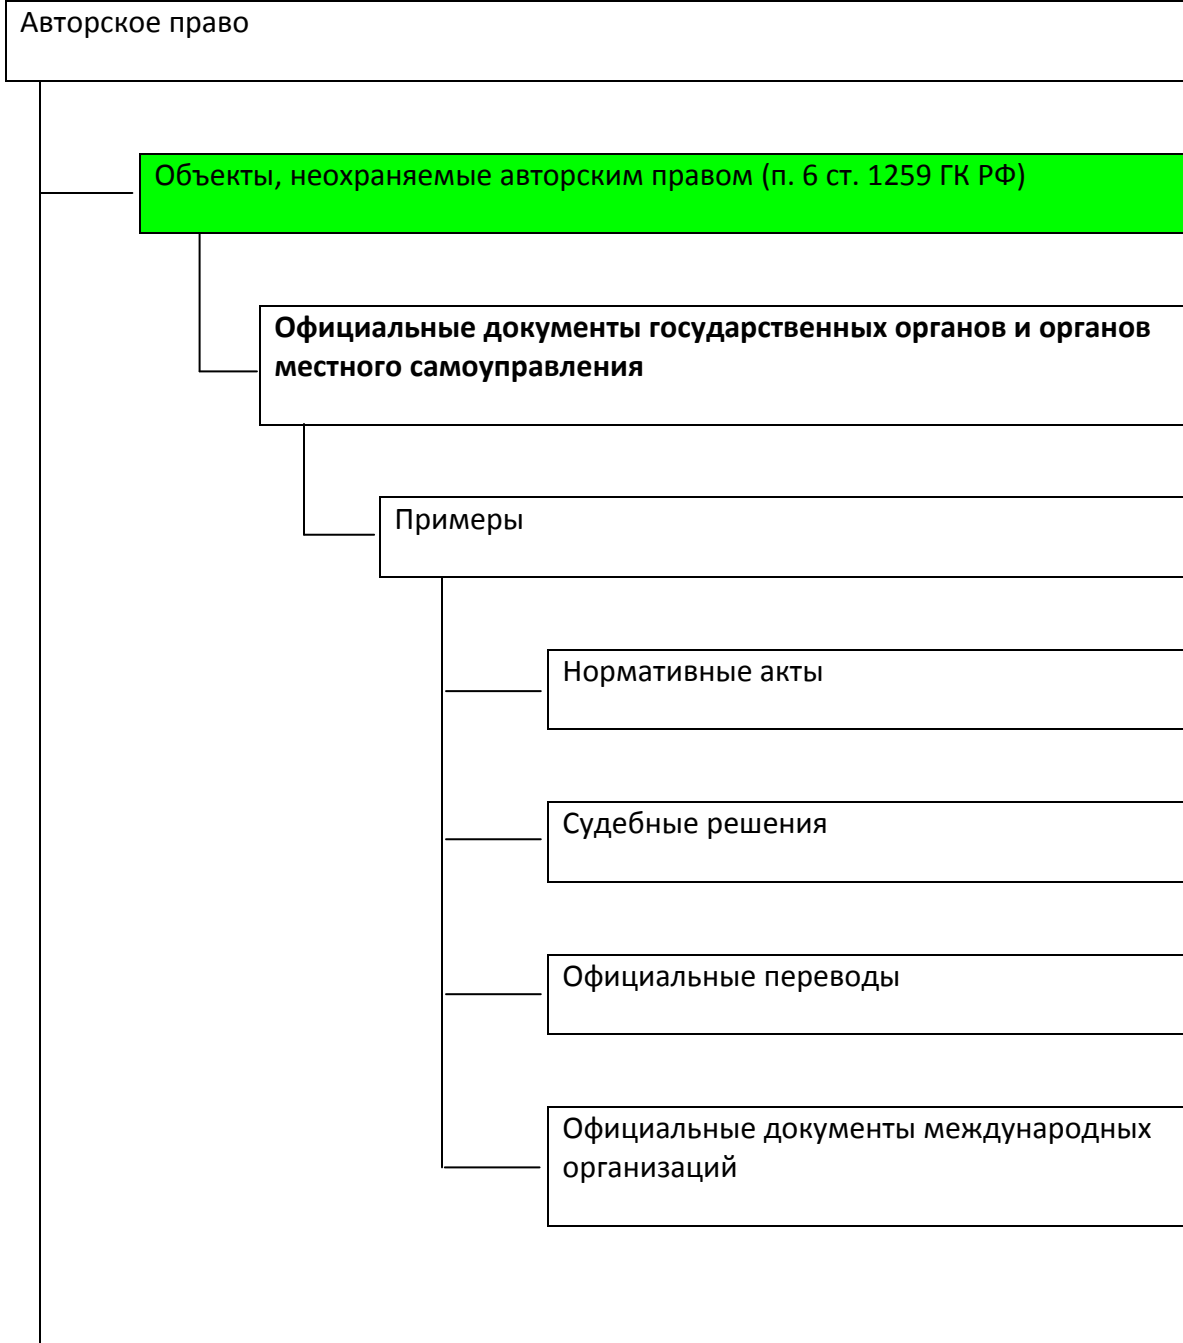 Авторское право
Объекты, неохраняемые авторским правом (п. 6 ст. 1259 ГК РФ)
Официальные документы государственных органов и органов
местного самоуправления
Примеры
Нормативные акты
Судебные решения
Официальные переводы
Официальные документы международных
организаций